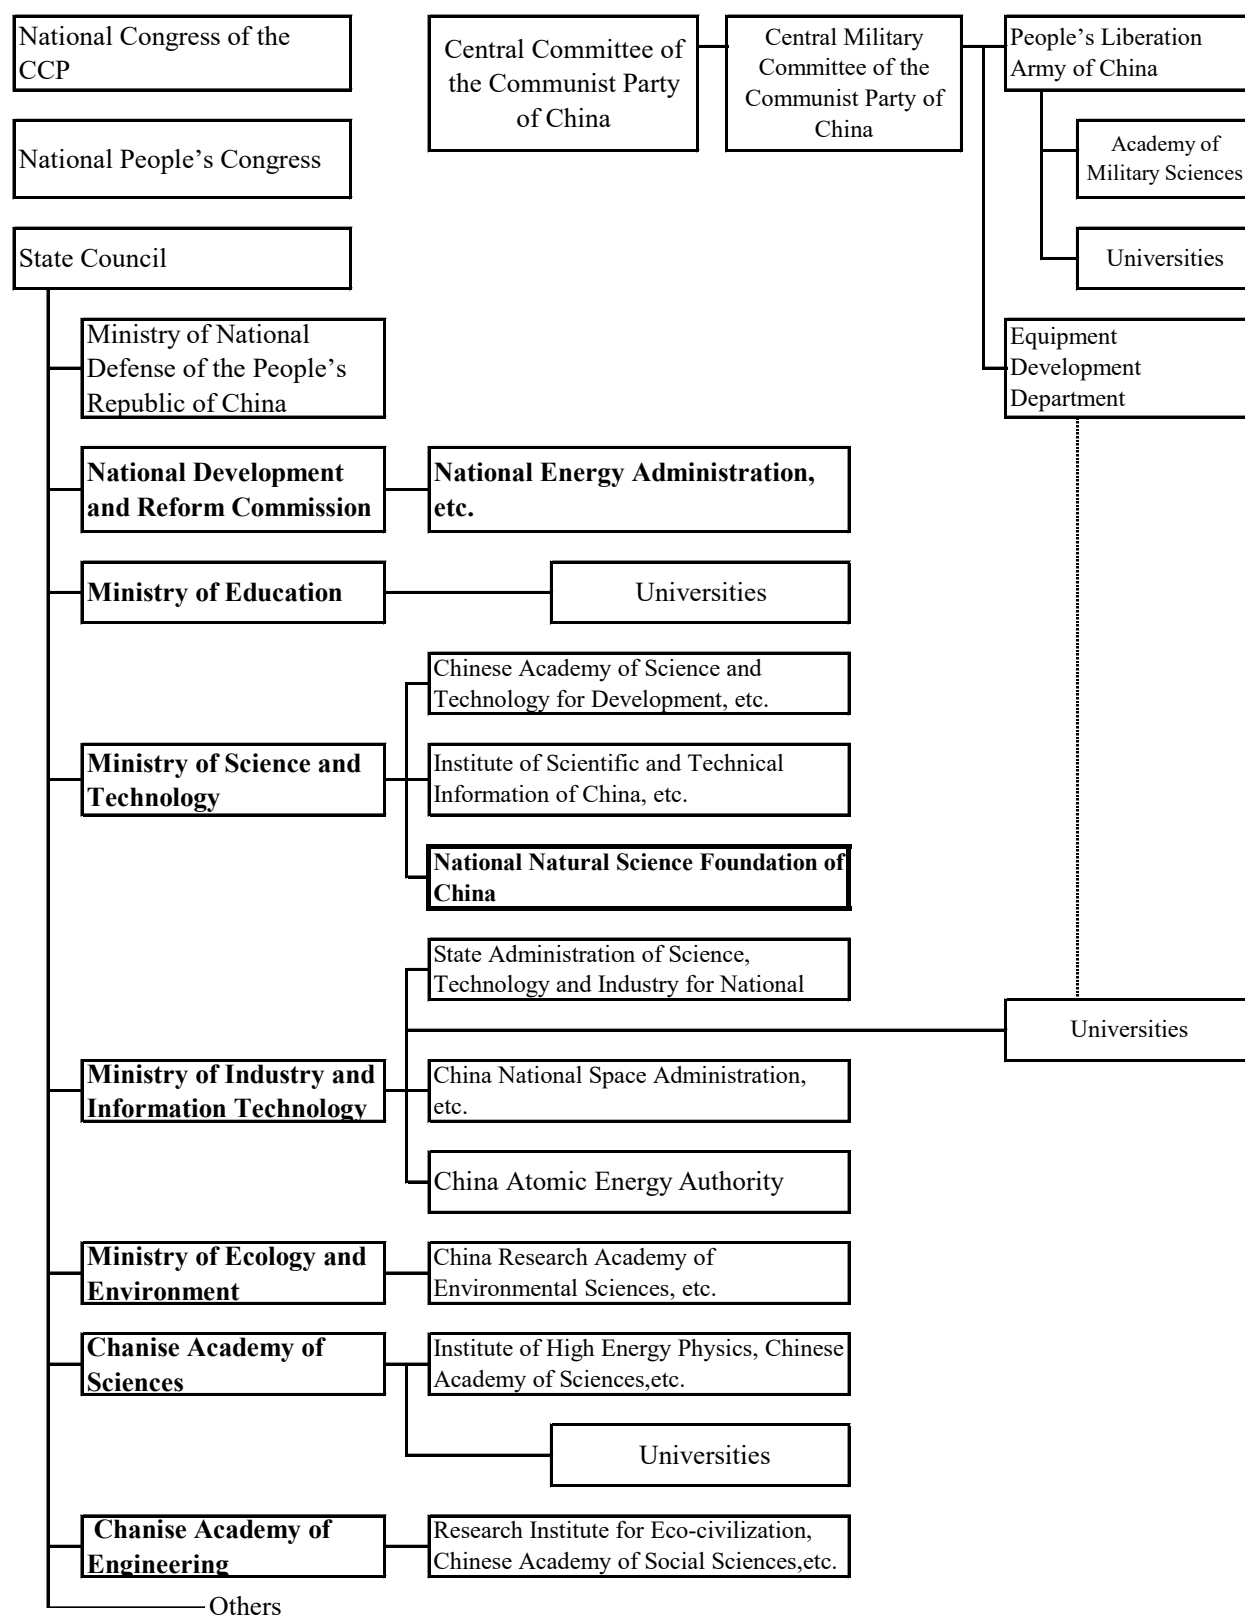 National Congress of the
CCP
Central Committee of
the Communist Party
of China
Central Military
Committee of the
Communist Party of
China
People’s Liberation
Army of China
National People’s Congress
Academy of
Military Sciences
State Council
Universities
Ministry of National
Defense of the People’s
Republic of China
Equipment
Development
Department
National Development
and Reform Commission
National Energy Administration,
etc.
Ministry of Education
Universities
Chinese Academy of Science and
Technology for Development, etc.
Ministry of Science and
Technology
Institute of Scientific and Technical
Information of China, etc.
National Natural Science Foundation of
China
State Administration of Science,
Technology and Industry for National
Universities
Ministry of Industry and
Information Technology
China National Space Administration,
etc.
China Atomic Energy Authority
Ministry of Ecology and
Environment
China Research Academy of
Environmental Sciences, etc.
Chanise Academy of
Sciences
Institute of High Energy Physics, Chinese
Academy of Sciences,etc.
Universities
Chanise Academy of
Engineering
Research Institute for Eco-civilization,
Chinese Academy of Social Sciences,etc.
Others